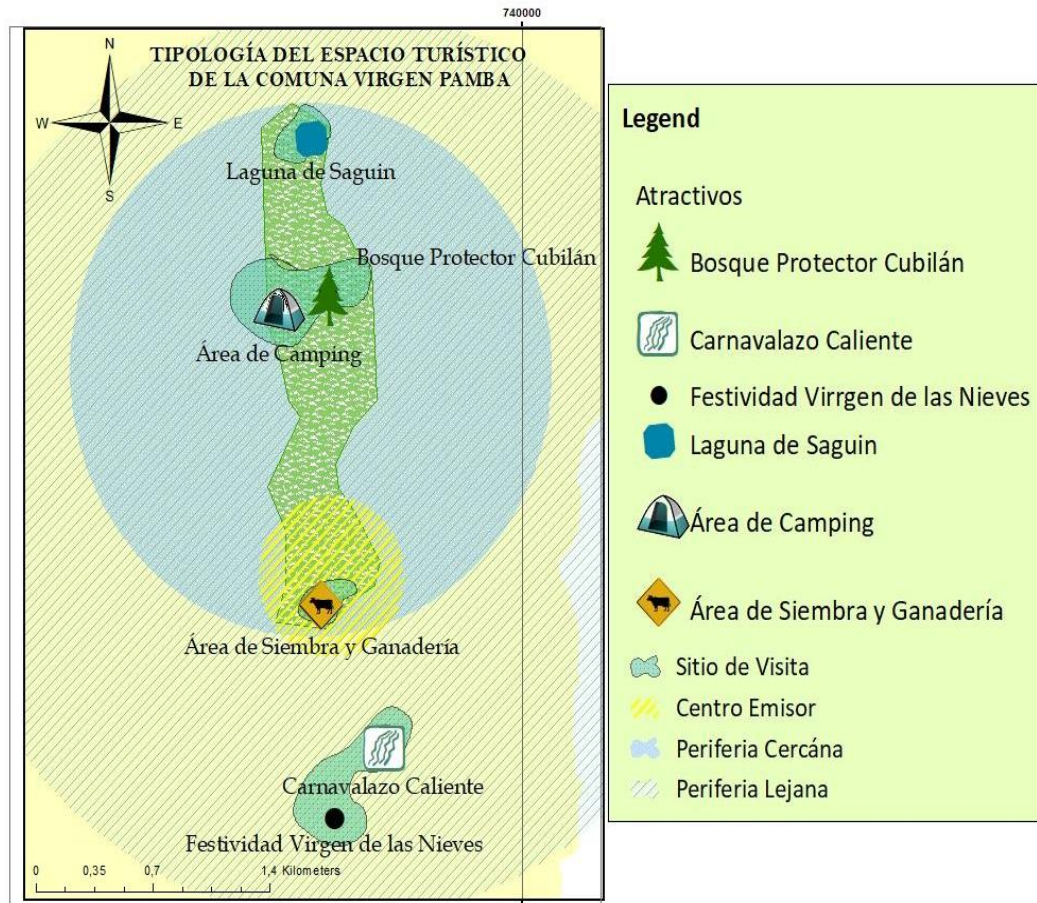 740000
TIPOLOGÍA DEL ESPACIO TURÍSTICO
DE LA COMUNA VIRGEN PAMBA
N
W
E
S
Laguna de Saguin
Bosque Protector Cubilán
Área de Camping
Área de Siembra y Ganadería
Carnavalazo Caliente
Festividad Virgen de las Nieves
0 0,35 0,7 1,4 Kilometers
Legend
Atractivos
Bosque Protector Cubilán
Carnavalazo Caliente
Festividad Virrgen de las Nieves
Laguna de Saguin
Área de Camping
Área de Siembra y Ganadería
Sitio de Visita
Centro Emisor
Periferia Cercána
Periferia Lejana